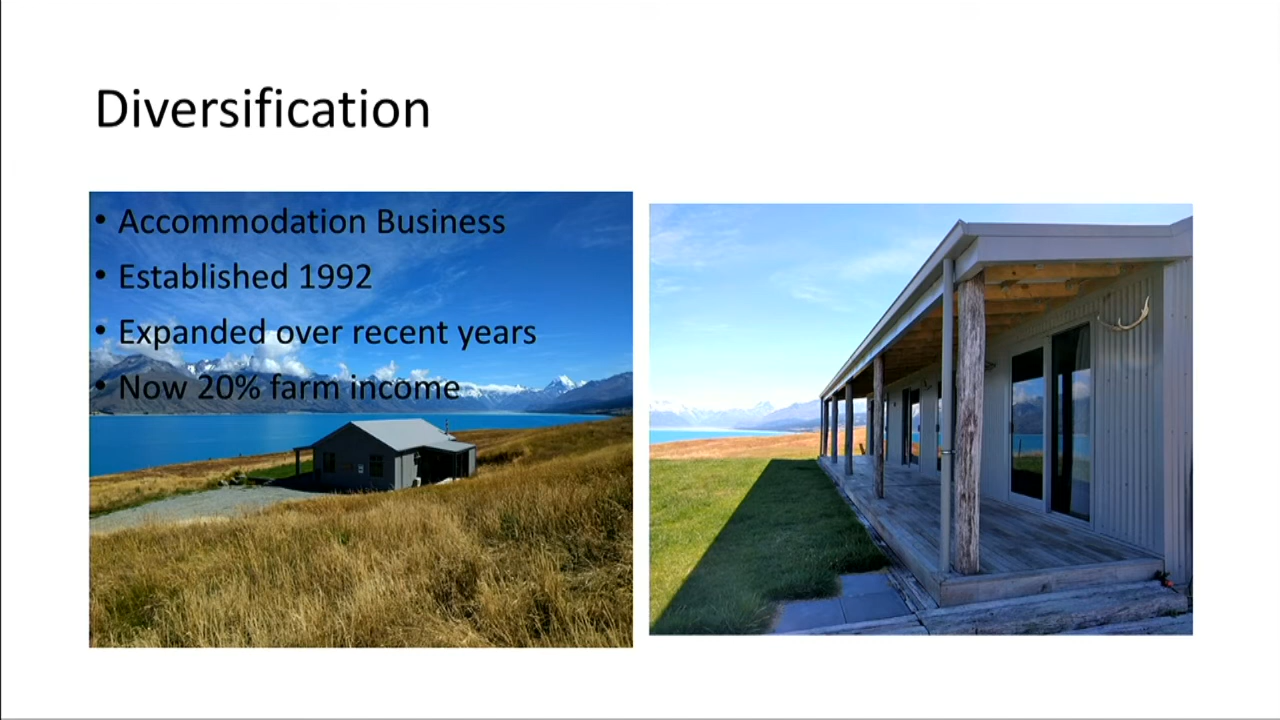 Diversification
• Accommodation Business
• Established 1992
• Expanded over recent years
• Now 20% farm income